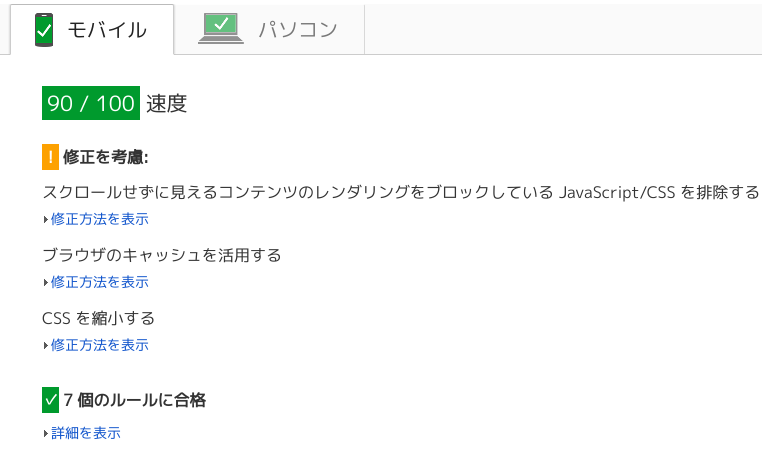 モバイル パソコン
90 / 100 速度
! 修正を考慮:
スクロールせずに見えるコンテンツのレンダリングをブロックしている JavaScript/CSS を排除する
修正方法を表示
ブラウザのキャッシュを活用する
修正方法を表示
CSS を縮小する
修正方法を表示
7 個のルールに合格
詳細を表示